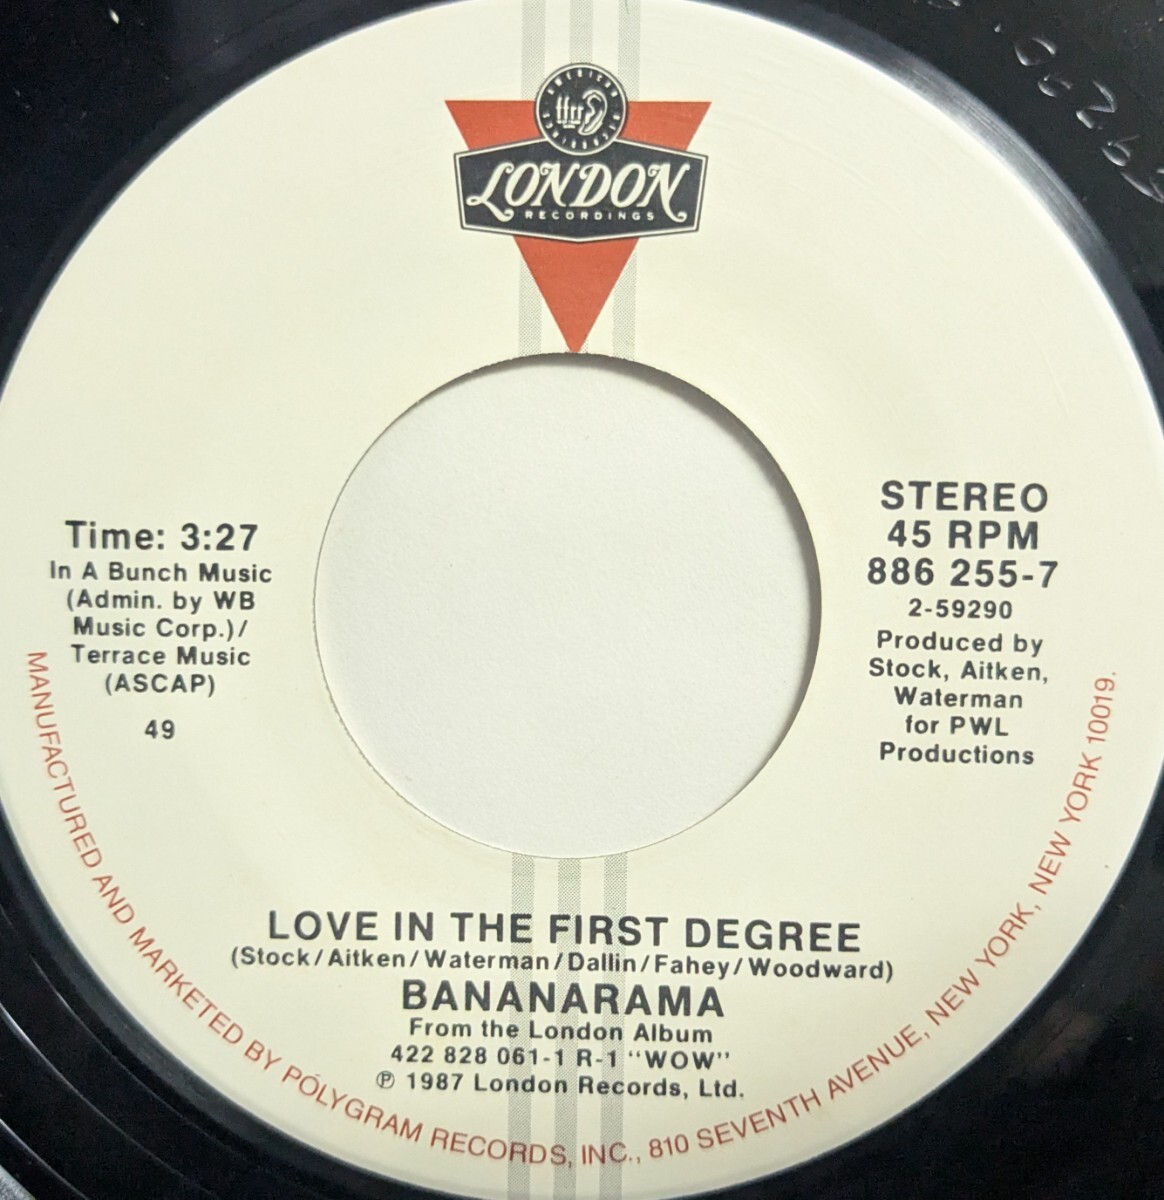 AMERICAN
ffrr
RECORDINGS
LONDON
RECORDINGS
Time: 3:27
In A Bunch Music
(Admin. by WB
Music Corp.)/
Terrace Music
(ASCAP)
49
STEREO
45 RPM
886 255-7
2-59290
Produced by
Stock, Aitken,
Waterman
for PWL
Productions
LOVE IN THE FIRST DEGREE
(Stock/Aitken/Waterman/Dallin/Fahey/Woodward)
BANANARAMA
From the London Album
422 828 061-1 R-1 "WOW"
℗ 1987 London Records, Ltd.
MANUFACTURED AND MARKETED BY POLYGRAM RECORDS, INC., 810 SEVENTH AVENUE, NEW YORK, NEW YORK 10019.